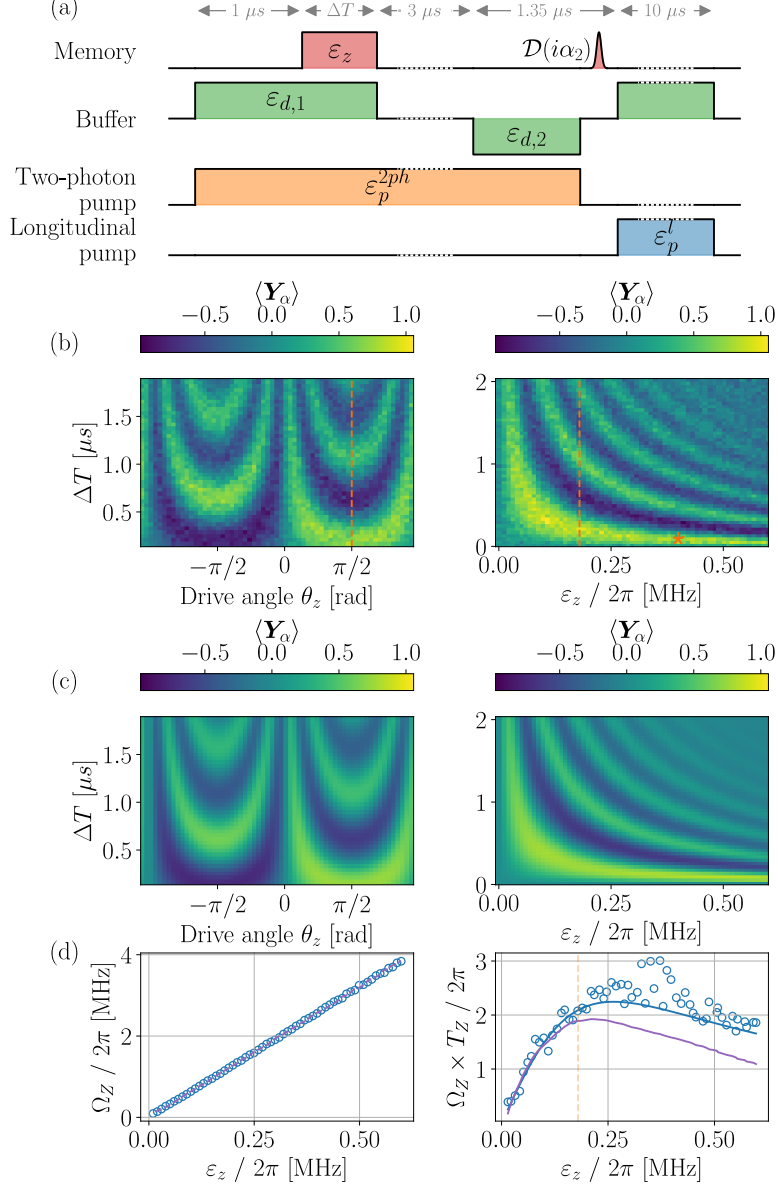 (a)
1 μs ΔT 3 μs 1.35 μs 10 μs
Memory ε_z 𝒟(iα₂)
Buffer ε_{d,1} ε_{d,2}
Two-photon pump ε_p^{2ph}
Longitudinal pump ε_p^l
(b)
⟨Y_α⟩ ⟨Y_α⟩
−0.5 0.0 0.5 1.0 −0.5 0.0 0.5 1.0
ΔT [μs]
1.5
1.0
0.5
2
1
0
−π/2 0 π/2 0.00 0.25 0.50
Drive angle θ_z [rad] ε_z / 2π [MHz]
(c)
⟨Y_α⟩ ⟨Y_α⟩
−0.5 0.0 0.5 1.0 −0.5 0.0 0.5 1.0
ΔT [μs]
1.5
1.0
0.5
2
1
0
−π/2 0 π/2 0.00 0.25 0.50
Drive angle θ_z [rad] ε_z / 2π [MHz]
(d)
Ω_Z / 2π [MHz]
4
2
0
0.00 0.25 0.50
ε_z / 2π [MHz]
Ω_Z × T_Z / 2π
3
2
1
0.00 0.25 0.50
ε_z / 2π [MHz]